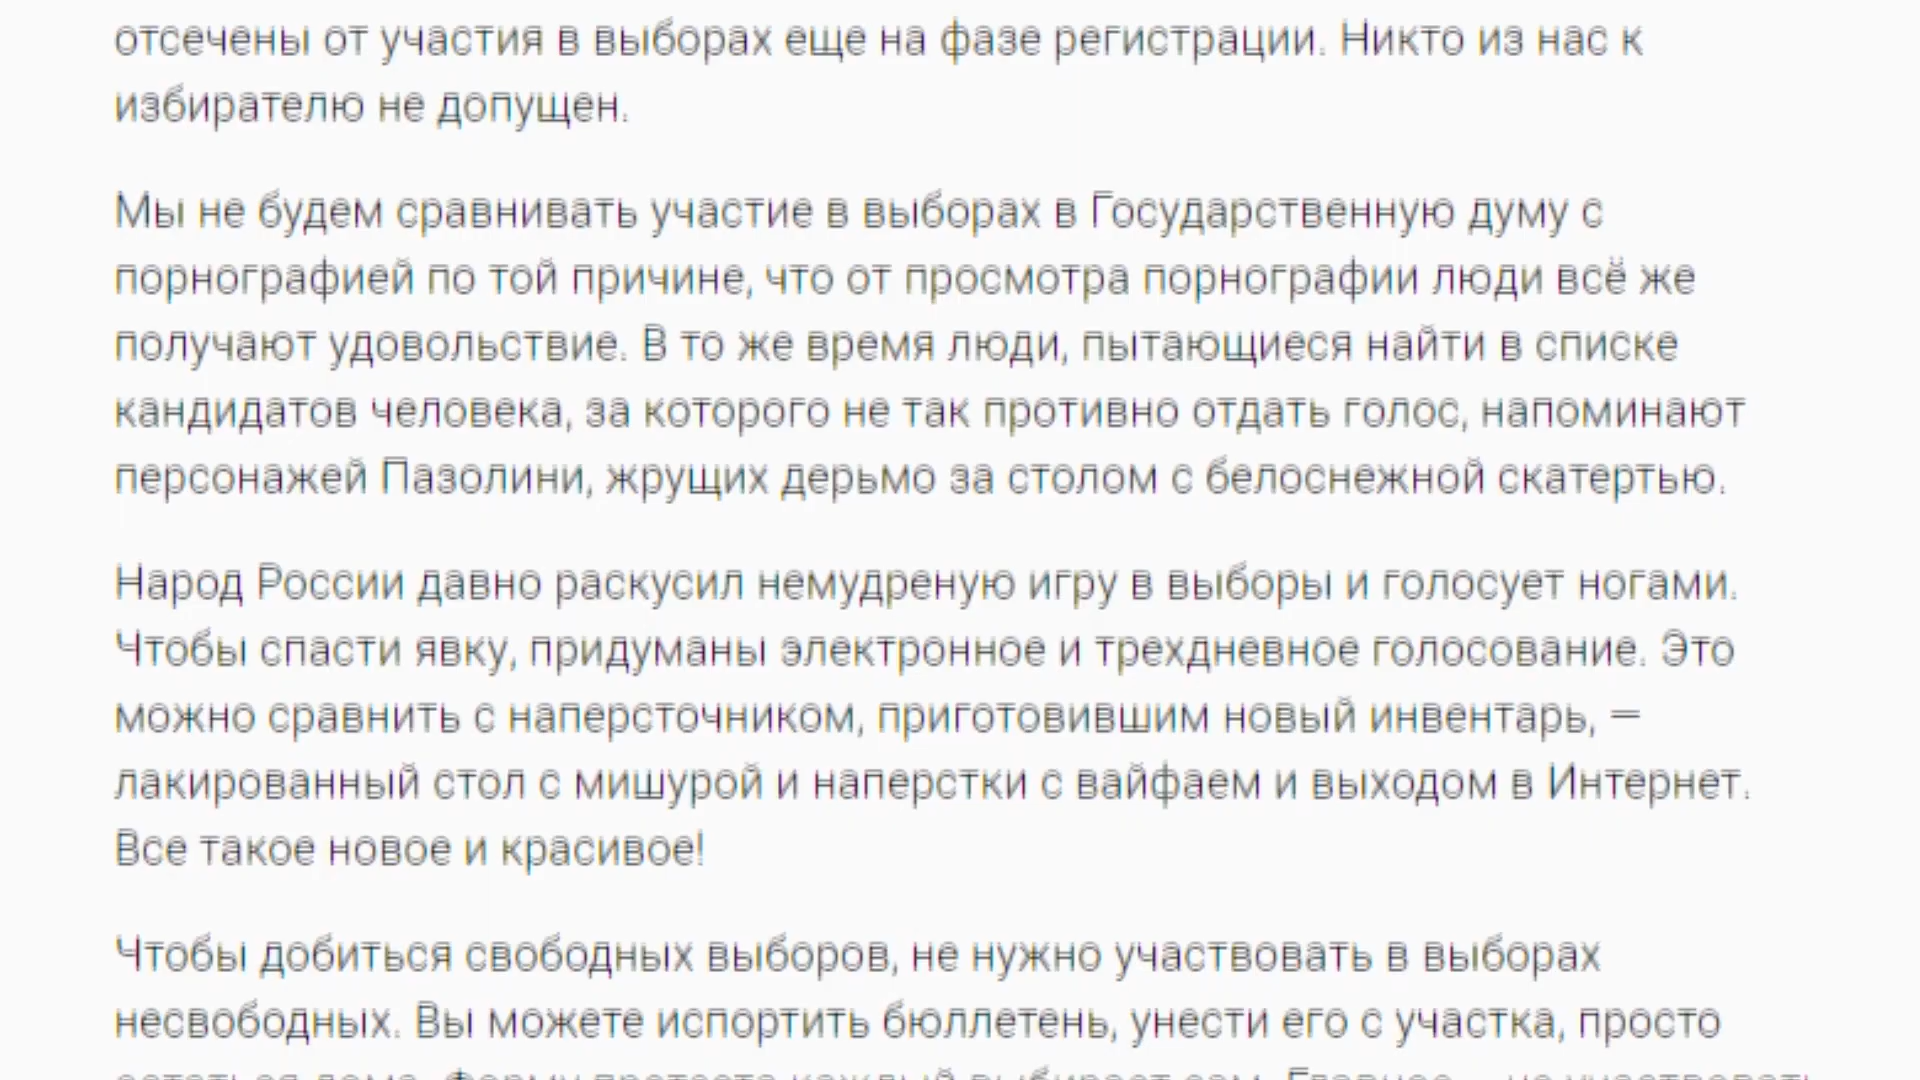 отсечены от участия в выборах еще на фазе регистрации. Никто из нас к
избирателю не допущен.
Мы не будем сравнивать участие в выборах в Государственную думу с
порнографией по той причине, что от просмотра порнографии люди всё же
получают удовольствие. В то же время люди, пытающиеся найти в списке
кандидатов человека, за которого не так противно отдать голос, напоминают
персонажей Пазолини, жрущих дерьмо за столом с белоснежной скатертью.
Народ России давно раскусил немудреную игру в выборы и голосует ногами.
Чтобы спасти явку, придуманы электронное и трехдневное голосование. Это
можно сравнить с наперсточником, приготовившим новый инвентарь, —
лакированный стол с мишурой и наперстки с вайфаем и выходом в Интернет.
Все такое новое и красивое!
Чтобы добиться свободных выборов, не нужно участвовать в выборах
несвободных. Вы можете испортить бюллетень, унести его с участка, просто